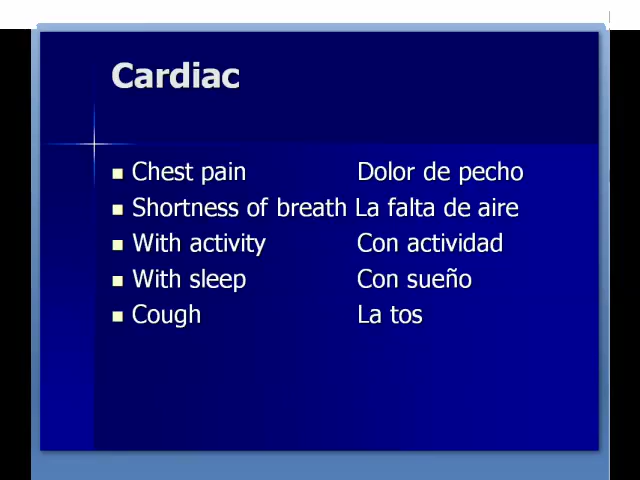 Cardiac
Chest pain Dolor de pecho
Shortness of breath La falta de aire
With activity Con actividad
With sleep Con sueño
Cough La tos